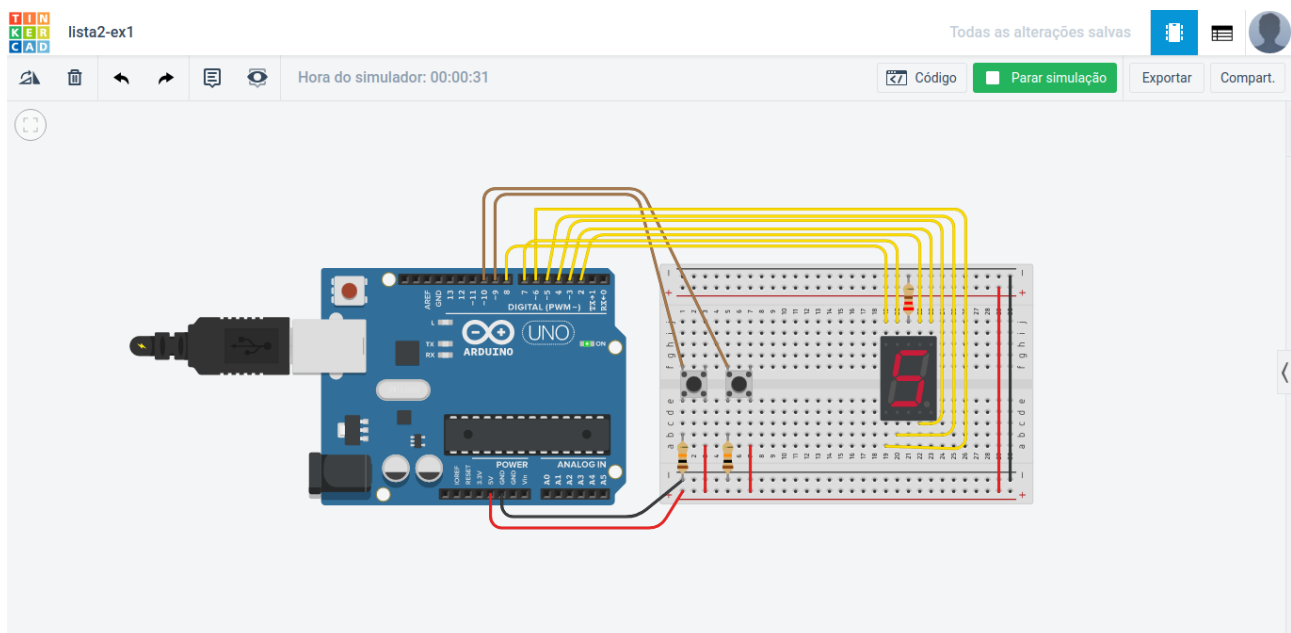 TIN
KER
CAD
lista2-ex1
Todas as alterações salvas
Hora do simulador: 00:00:31
Código
Parar simulação
Exportar
Compart.
AREF
GND
13
12
~11
~10
~9
8
7
~6
~5
4
~3
2
TX→1
RX←0
DIGITAL (PWM~)
L
TX
RX
ARDUINO
UNO
ON
POWER
ANALOG IN
IOREF
RESET
3.3V
5V
GND
GND
Vin
A0
A1
A2
A3
A4
A5
5